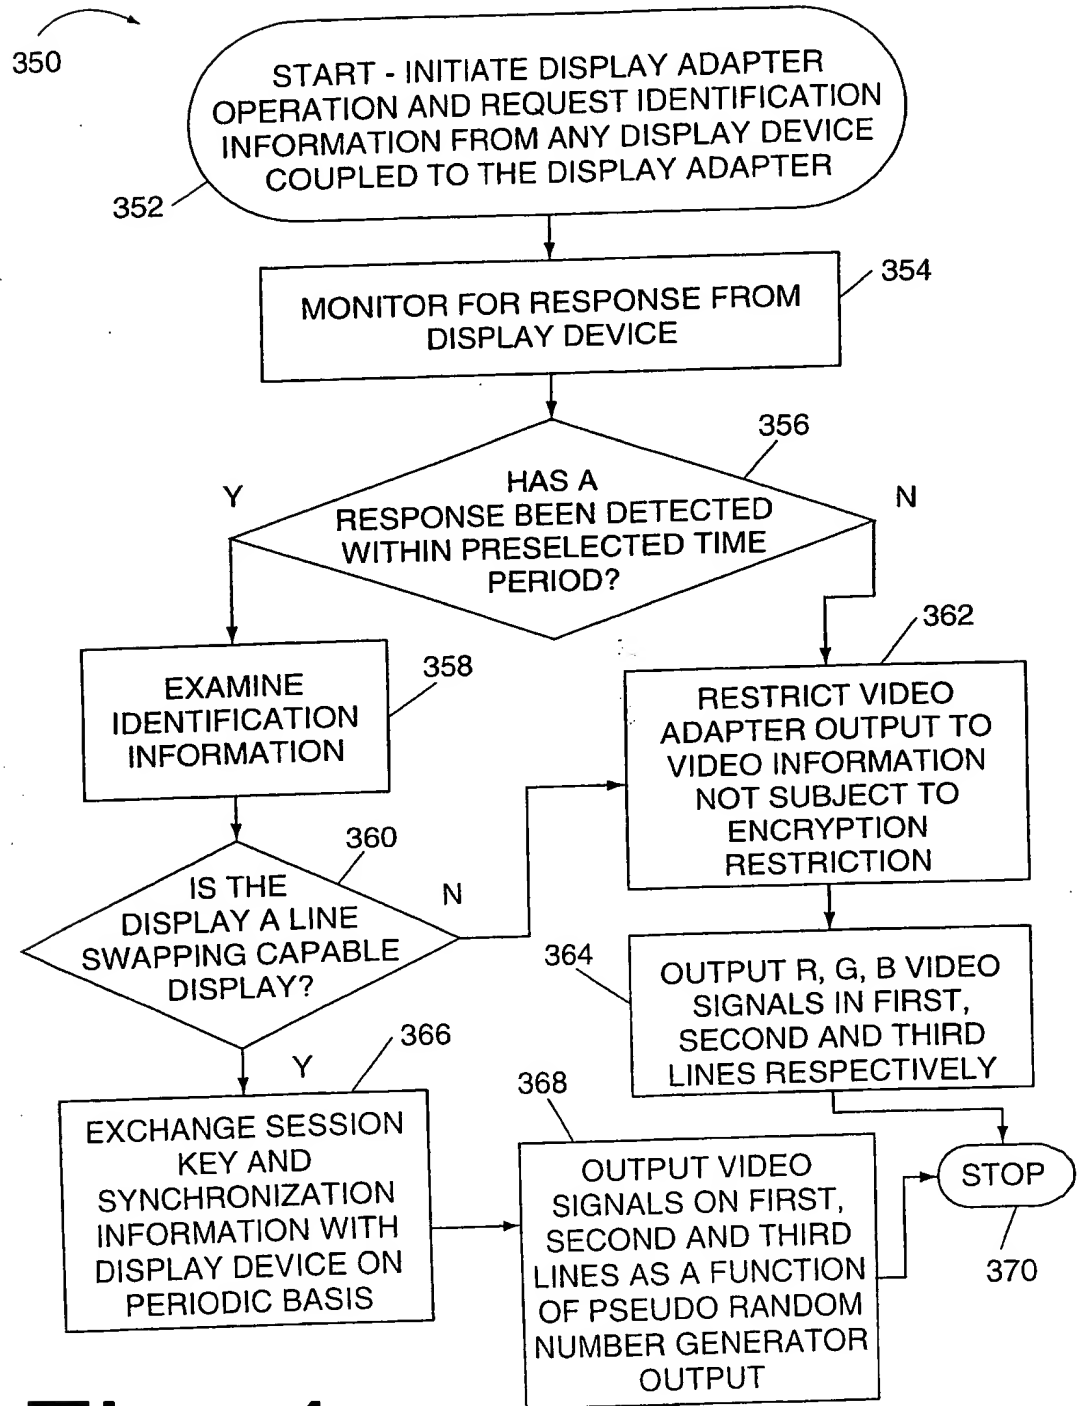 350
START - INITIATE DISPLAY ADAPTER
OPERATION AND REQUEST IDENTIFICATION
INFORMATION FROM ANY DISPLAY DEVICE
COUPLED TO THE DISPLAY ADAPTER
352
354
MONITOR FOR RESPONSE FROM
DISPLAY DEVICE
356
Y
N
HAS A
RESPONSE BEEN DETECTED
WITHIN PRESELECTED TIME
PERIOD?
358
EXAMINE
IDENTIFICATION
INFORMATION
362
RESTRICT VIDEO
ADAPTER OUTPUT TO
VIDEO INFORMATION
NOT SUBJECT TO
ENCRYPTION
RESTRICTION
360
N
IS THE
DISPLAY A LINE
SWAPPING CAPABLE
DISPLAY?
Y
364
OUTPUT R, G, B VIDEO
SIGNALS IN FIRST,
SECOND AND THIRD
LINES RESPECTIVELY
366
EXCHANGE SESSION
KEY AND
SYNCHRONIZATION
INFORMATION WITH
DISPLAY DEVICE ON
PERIODIC BASIS
368
OUTPUT VIDEO
SIGNALS ON FIRST,
SECOND AND THIRD
LINES AS A FUNCTION
OF PSEUDO RANDOM
NUMBER GENERATOR
OUTPUT
STOP
370